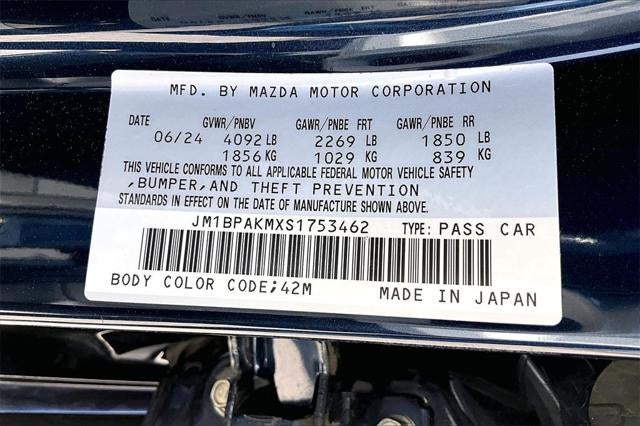 MFD. BY MAZDA MOTOR CORPORATION
DATE GVWR/PNBV GAWR/PNBE FRT GAWR/PNBE RR
06/24 4092 LB 2269 LB 1850 LB
1856 KG 1029 KG 839 KG
THIS VEHICLE CONFORMS TO ALL APPLICABLE FEDERAL MOTOR VEHICLE SAFETY
,BUMPER,AND THEFT PREVENTION
STANDARDS IN EFFECT ON THE DATE OF MANUFACTURE SHOWN ABOVE.
JM1BPAKMXS1753462 TYPE: PASS CAR
BODY COLOR CODE;42M MADE IN JAPAN